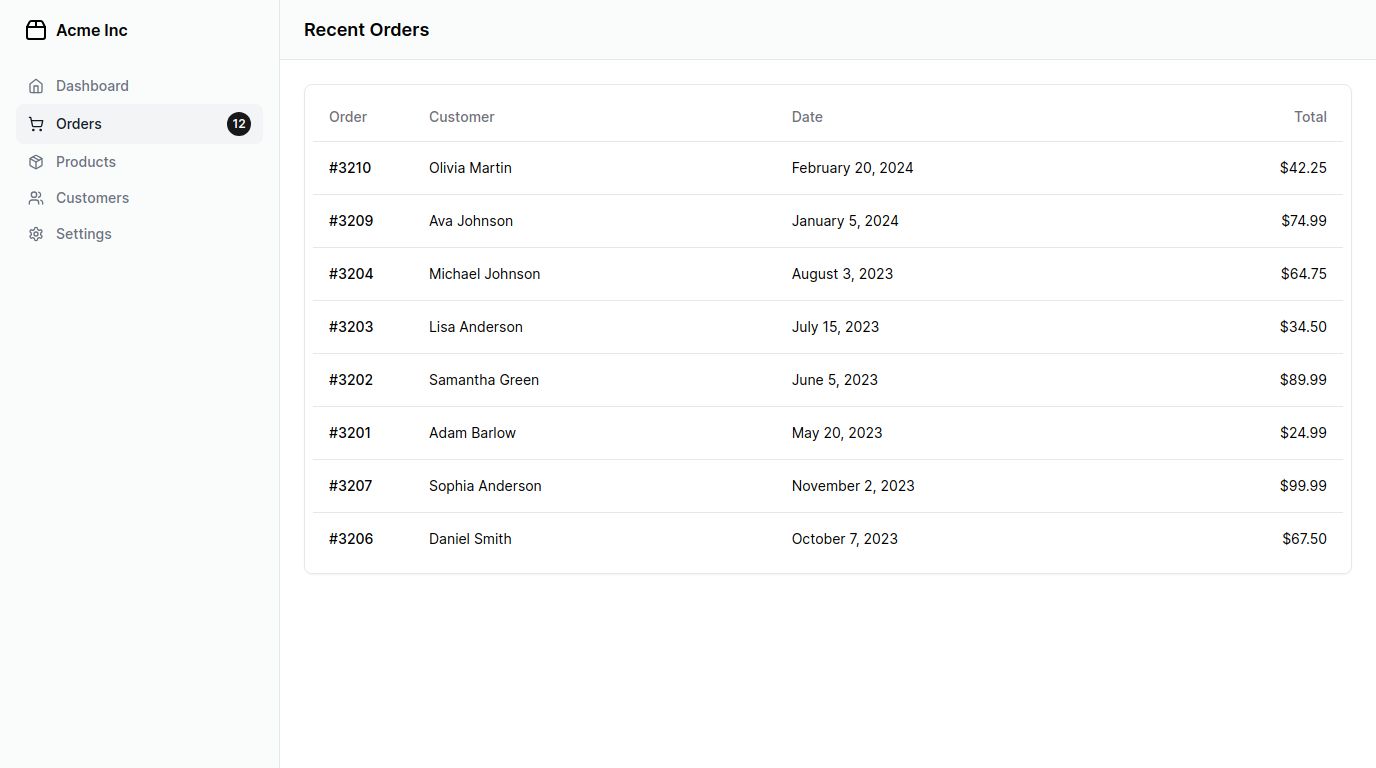 Acme Inc
Dashboard
Orders 12
Products
Customers
Settings
Recent Orders
Order Customer Date Total
#3210 Olivia Martin February 20, 2024 $42.25
#3209 Ava Johnson January 5, 2024 $74.99
#3204 Michael Johnson August 3, 2023 $64.75
#3203 Lisa Anderson July 15, 2023 $34.50
#3202 Samantha Green June 5, 2023 $89.99
#3201 Adam Barlow May 20, 2023 $24.99
#3207 Sophia Anderson November 2, 2023 $99.99
#3206 Daniel Smith October 7, 2023 $67.50